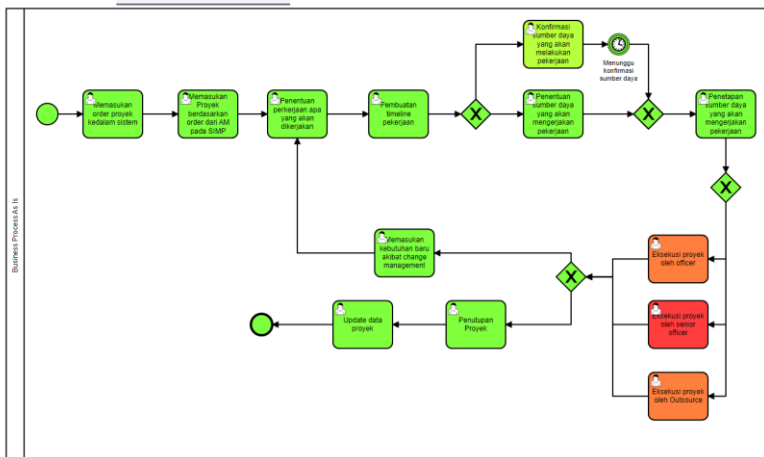 Business Process As Is
Memasukan
order proyek
kedalam sistem
Memasukan
Proyek
berdasarkan
order dari AM
pada SIMP
Penentuan
perkerjaan apa
yang akan
dikerjakan
Pembuatan
timeline
pekerjaan
Konfirmasi
sumber daya
yang akan
melakukan
pekerjaan
Menunggu
konfirmasi
sumber daya
Penentuan
sumber daya
yang akan
mengerjakan
pekerjaan
Penetapan
sumber daya
yang akan
mengerjakan
pekerjaan
Memasukan
kebutuhan baru
akibat change
management
Eksekusi proyek
oleh officer
Eksekusi proyek
oleh senior
officer
Eksekusi proyek
oleh Outsource
Penutupan
Proyek
Update data
proyek